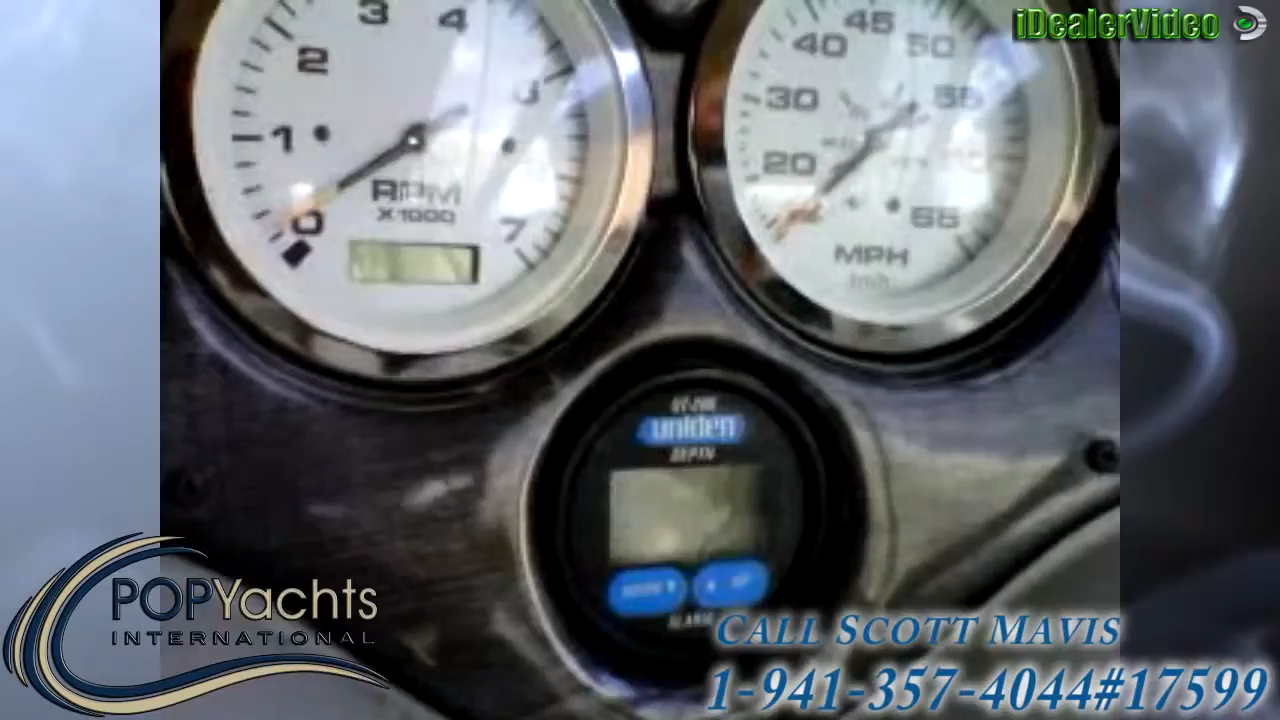 iDealerVideo
3 4
2
1
0
RPM
X1000
7
45
40 50
30 55
20
65
MPH
km/h
uniden
DEPTH
POPYachts
INTERNATIONAL
CALL SCOTT MAVIS
1-941-357-4044#17599